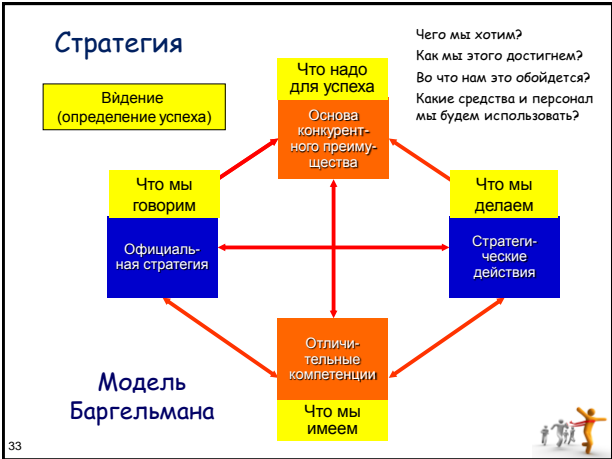 Стратегия
Чего мы хотим?
Как мы этого достигнем?
Во что нам это обойдется?
Какие средства и персонал
мы будем использовать?
Ви̇̀дение
(определение успеха)
Что надо
для успеха
Основа
конкурент-
ного преиму-
щества
Что мы
говорим
Официаль-
ная стратегия
Что мы
делаем
Стратеги-
ческие
действия
Отличи-
тельные
компетенции
Что мы
имеем
Модель
Баргельмана
33